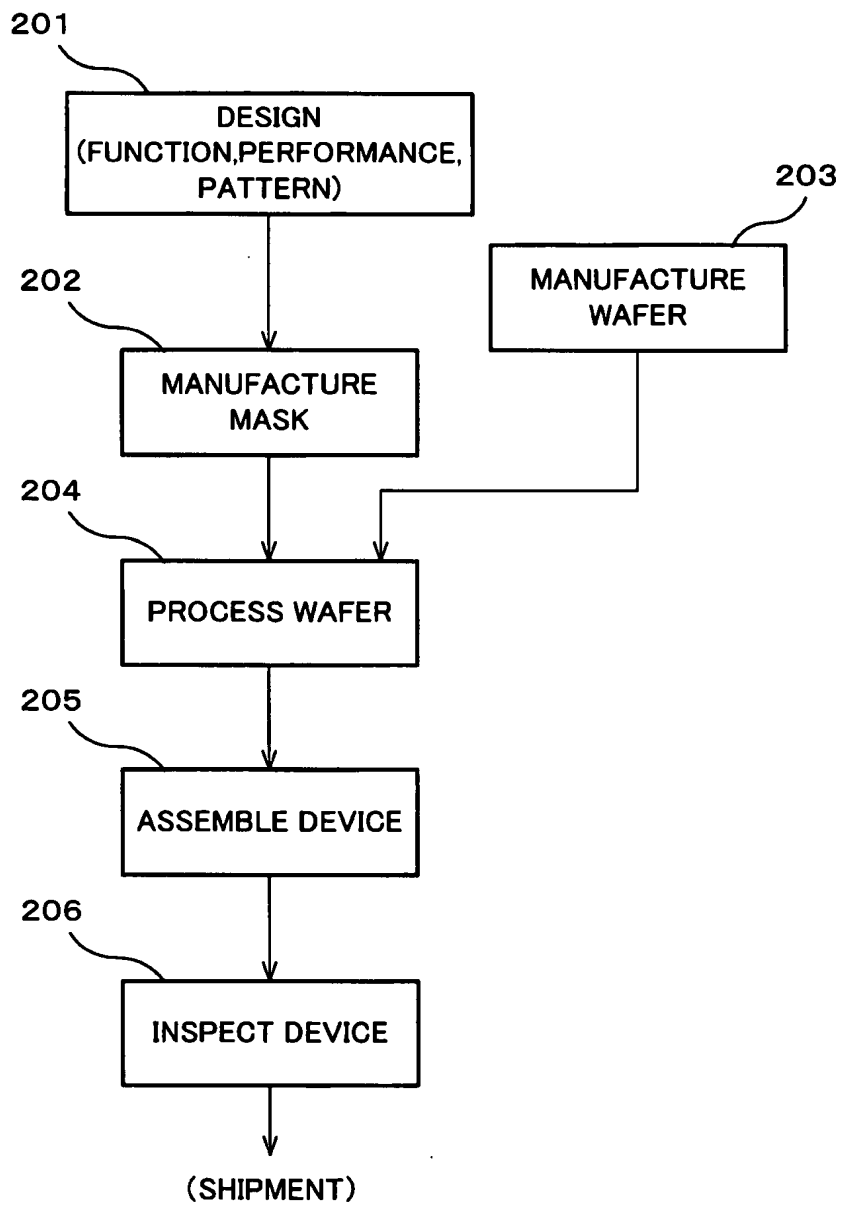 201
DESIGN
(FUNCTION,PERFORMANCE,
PATTERN)
203
MANUFACTURE
WAFER
202
MANUFACTURE
MASK
204
PROCESS WAFER
205
ASSEMBLE DEVICE
206
INSPECT DEVICE
(SHIPMENT)